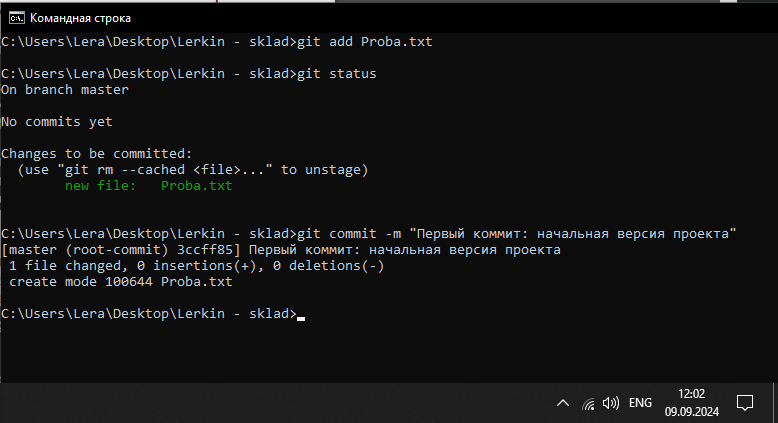 Командная строка
C:\Users\Lera\Desktop\Lerkin - sklad>git add Proba.txt
C:\Users\Lera\Desktop\Lerkin - sklad>git status
On branch master
No commits yet
Changes to be committed:
  (use "git rm --cached <file>..." to unstage)
        new file:   Proba.txt
C:\Users\Lera\Desktop\Lerkin - sklad>git commit -m "Первый коммит: начальная версия проекта"
[master (root-commit) 3ccff85] Первый коммит: начальная версия проекта
 1 file changed, 0 insertions(+), 0 deletions(-)
 create mode 100644 Proba.txt
C:\Users\Lera\Desktop\Lerkin - sklad>
ENG
12:02
09.09.2024